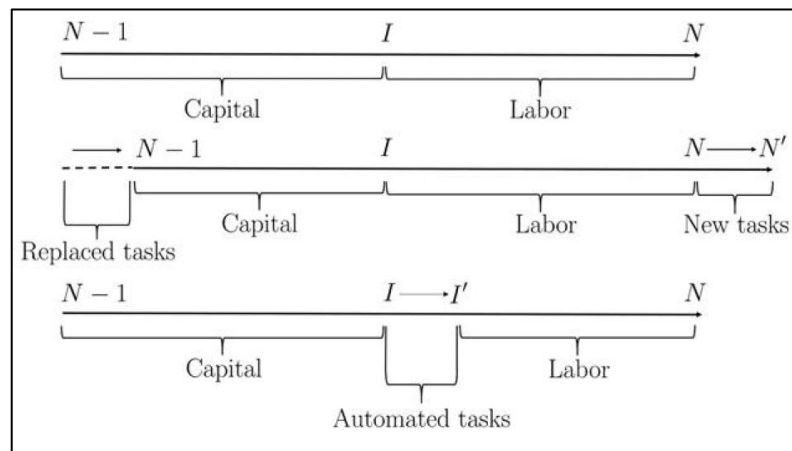 N − 1 I N
Capital Labor
N − 1 I N N′
Capital Labor New tasks
Replaced tasks
N − 1 I I′ N
Capital Labor
Automated tasks